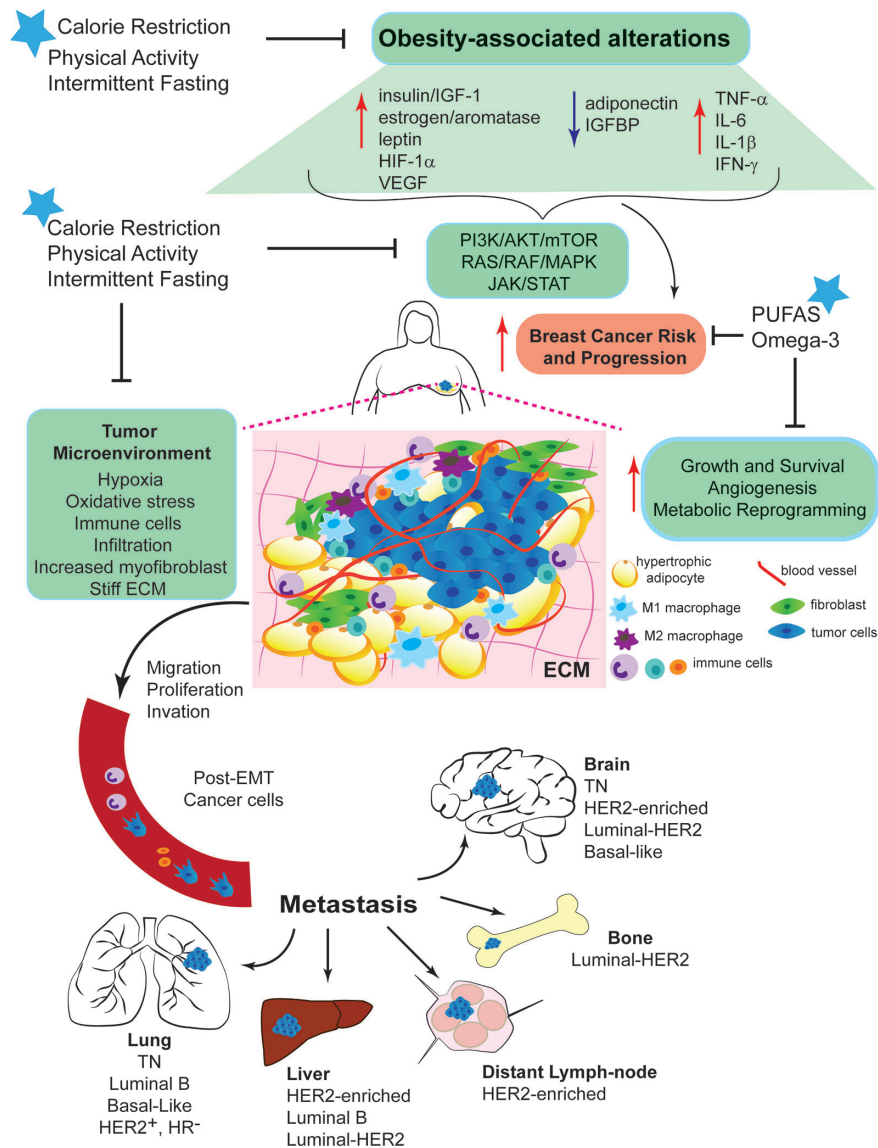 Calorie Restriction
Physical Activity
Intermittent Fasting
Obesity-associated alterations
insulin/IGF-1
estrogen/aromatase
leptin
HIF-1α
VEGF
adiponectin
IGFBP
TNF-α
IL-6
IL-1β
IFN-γ
Calorie Restriction
Physical Activity
Intermittent Fasting
PI3K/AKT/mTOR
RAS/RAF/MAPK
JAK/STAT
Breast Cancer Risk
and Progression
PUFAS
Omega-3
Tumor
Microenvironment
Hypoxia
Oxidative stress
Immune cells
Infiltration
Increased myofibroblast
Stiff ECM
Growth and Survival
Angiogenesis
Metabolic Reprogramming
hypertrophic
adipocyte
M1 macrophage
M2 macrophage
immune cells
blood vessel
fibroblast
tumor cells
ECM
Migration
Proliferation
Invation
Post-EMT
Cancer cells
Metastasis
Brain
TN
HER2-enriched
Luminal-HER2
Basal-like
Bone
Luminal-HER2
Distant Lymph-node
HER2-enriched
Liver
HER2-enriched
Luminal B
Luminal-HER2
Lung
TN
Luminal B
Basal-Like
HER2⁺, HR⁻